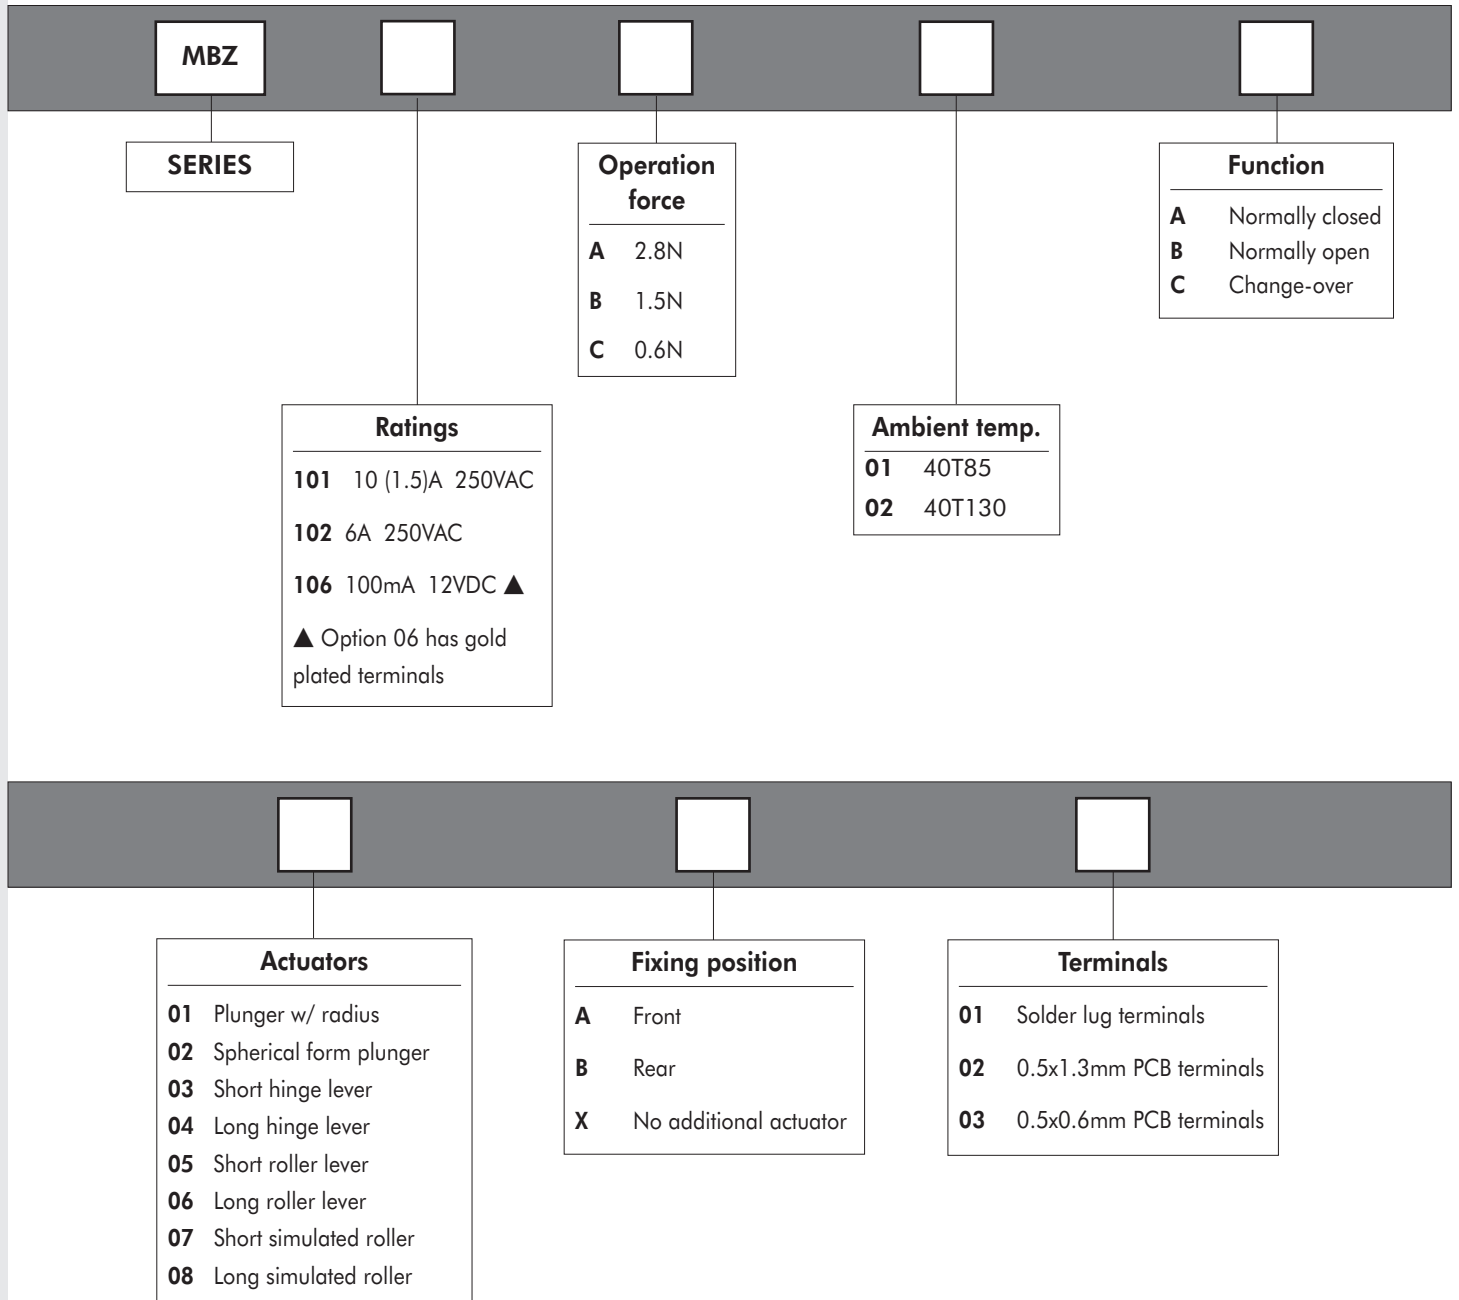 MBZ
SERIES
Operation
force
A 2.8N
B 1.5N
C 0.6N
Function
A Normally closed
B Normally open
C Change-over
Ratings
101 10 (1.5)A 250VAC
102 6A 250VAC
106 100mA 12VDC ▲
▲ Option 06 has gold
plated terminals
Ambient temp.
01 40T85
02 40T130
Actuators
01 Plunger w/ radius
02 Spherical form plunger
03 Short hinge lever
04 Long hinge lever
05 Short roller lever
06 Long roller lever
07 Short simulated roller
08 Long simulated roller
Fixing position
A Front
B Rear
X No additional actuator
Terminals
01 Solder lug terminals
02 0.5x1.3mm PCB terminals
03 0.5x0.6mm PCB terminals